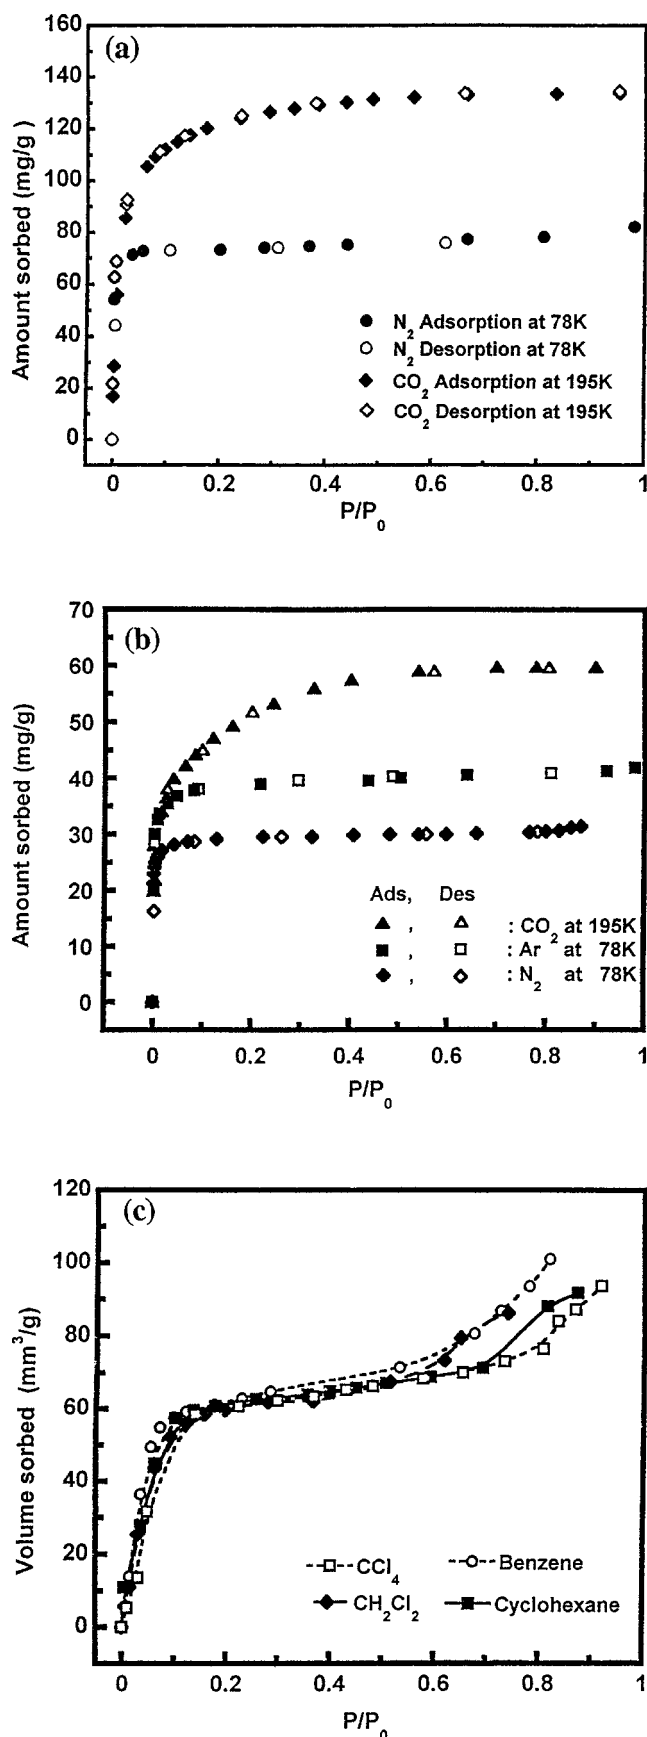 (a)
160
140
120
100
80
60
40
20
0
Amount sorbed (mg/g)
N2 Adsorption at 78K
N2 Desorption at 78K
CO2 Adsorption at 195K
CO2 Desorption at 195K
0 0.2 0.4 0.6 0.8 1
P/P0
(b)
70
60
50
40
30
20
10
0
Amount sorbed (mg/g)
Ads, Des
, : CO2 at 195K
, : Ar at 78K
, : N2 at 78K
0 0.2 0.4 0.6 0.8 1
P/P0
(c)
120
100
80
60
40
20
0
Volume sorbed (mm3/g)
CCl4 Benzene
CH2Cl2 Cyclohexane
0 0.2 0.4 0.6 0.8 1
P/P0